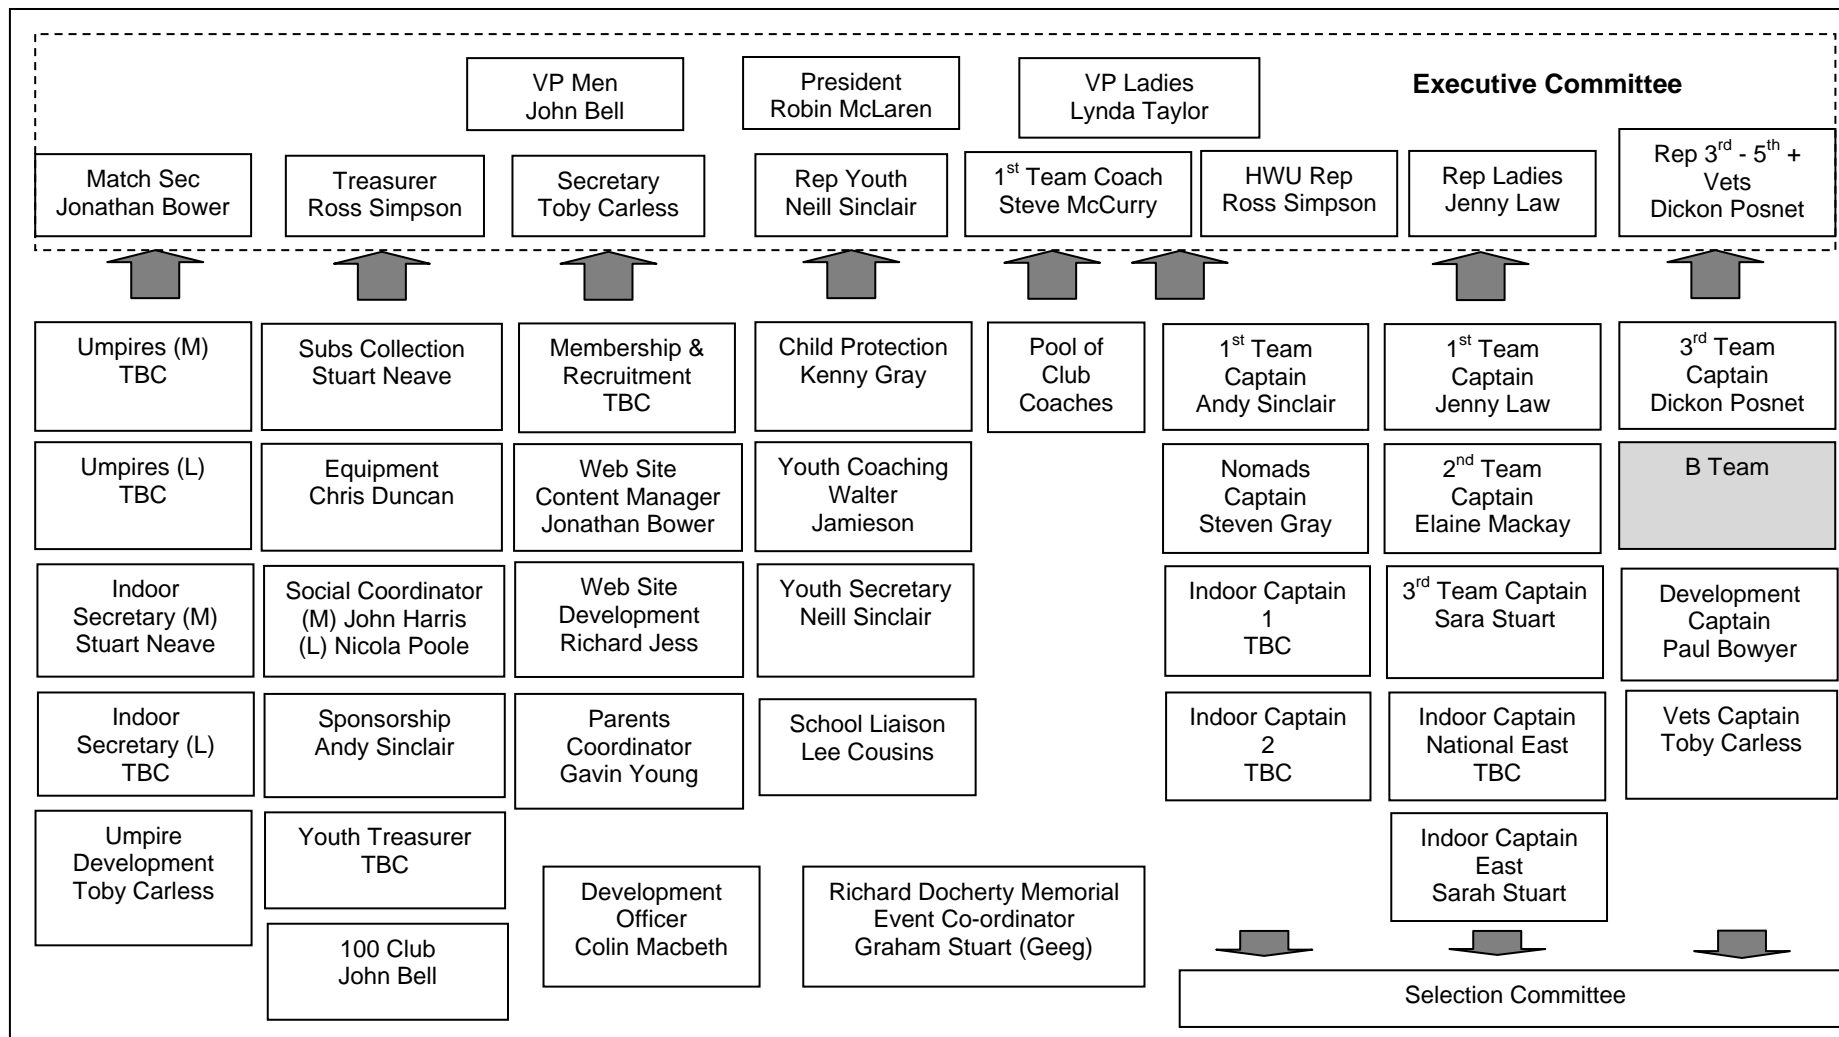 VP Men
John Bell
President
Robin McLaren
VP Ladies
Lynda Taylor
Executive Committee
Match Sec
Jonathan Bower
Treasurer
Ross Simpson
Secretary
Toby Carless
Rep Youth
Neill Sinclair
1st Team Coach
Steve McCurry
HWU Rep
Ross Simpson
Rep Ladies
Jenny Law
Rep 3rd - 5th +
Vets
Dickon Posnet
Umpires (M)
TBC
Subs Collection
Stuart Neave
Membership &
Recruitment
TBC
Child Protection
Kenny Gray
Pool of
Club
Coaches
1st Team
Captain
Andy Sinclair
1st Team
Captain
Jenny Law
3rd Team
Captain
Dickon Posnet
Umpires (L)
TBC
Equipment
Chris Duncan
Web Site
Content Manager
Jonathan Bower
Youth Coaching
Walter
Jamieson
Nomads
Captain
Steven Gray
2nd Team
Captain
Elaine Mackay
B Team
Indoor
Secretary (M)
Stuart Neave
Social Coordinator
(M) John Harris
(L) Nicola Poole
Web Site
Development
Richard Jess
Youth Secretary
Neill Sinclair
Indoor Captain
1
TBC
3rd Team Captain
Sara Stuart
Development
Captain
Paul Bowyer
Indoor
Secretary (L)
TBC
Sponsorship
Andy Sinclair
Parents
Coordinator
Gavin Young
School Liaison
Lee Cousins
Indoor Captain
2
TBC
Indoor Captain
National East
TBC
Vets Captain
Toby Carless
Umpire
Development
Toby Carless
Youth Treasurer
TBC
Development
Officer
Colin Macbeth
Richard Docherty Memorial
Event Co-ordinator
Graham Stuart (Geeg)
Indoor Captain
East
Sarah Stuart
100 Club
John Bell
Selection Committee